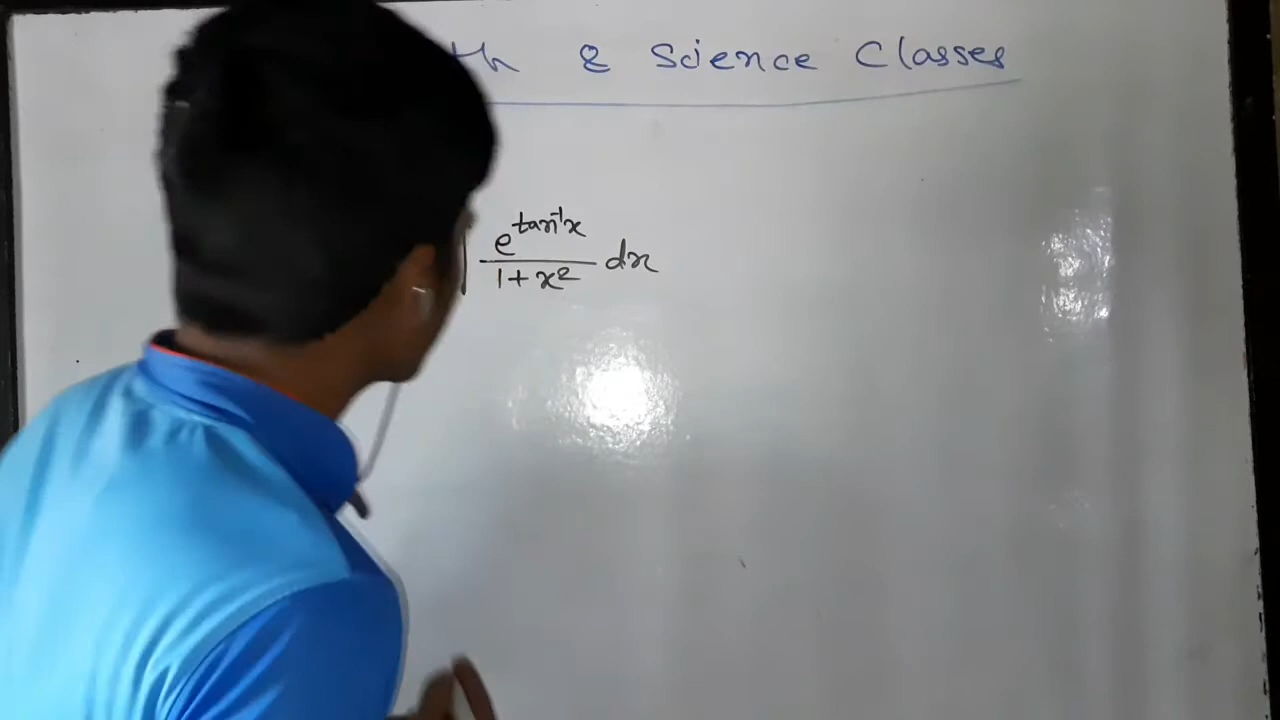 & Science Classes
∫ e^{tan⁻¹x} / (1+x²) dx